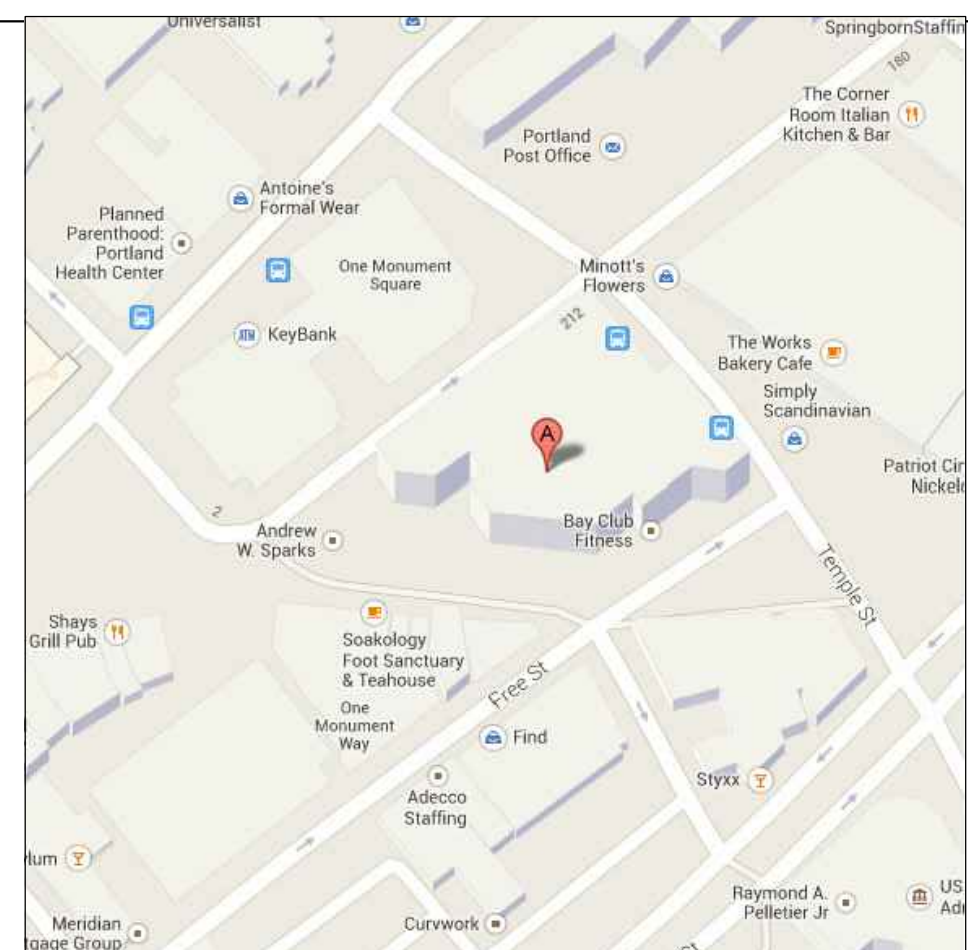 Universalist
SpringbornStaffin
180
The Corner
Room Italian
Kitchen & Bar
Portland
Post Office
Antoine's
Formal Wear
Planned
Parenthood:
Portland
Health Center
One Monument
Square
Minott's
Flowers
212
KeyBank
ATM
The Works
Bakery Cafe
Simply
Scandinavian
A
Patriot Cin
Nickel
2
Andrew
W. Sparks
Bay Club
Fitness
Temple St
Shays
Grill Pub
Soakology
Foot Sanctuary
& Teahouse
Free St
One
Monument
Way
Find
Styxx
Adecco
Staffing
lum
Raymond A.
Pelletier Jr
US
Ad
Meridian
tgage Group
Curvwork
St